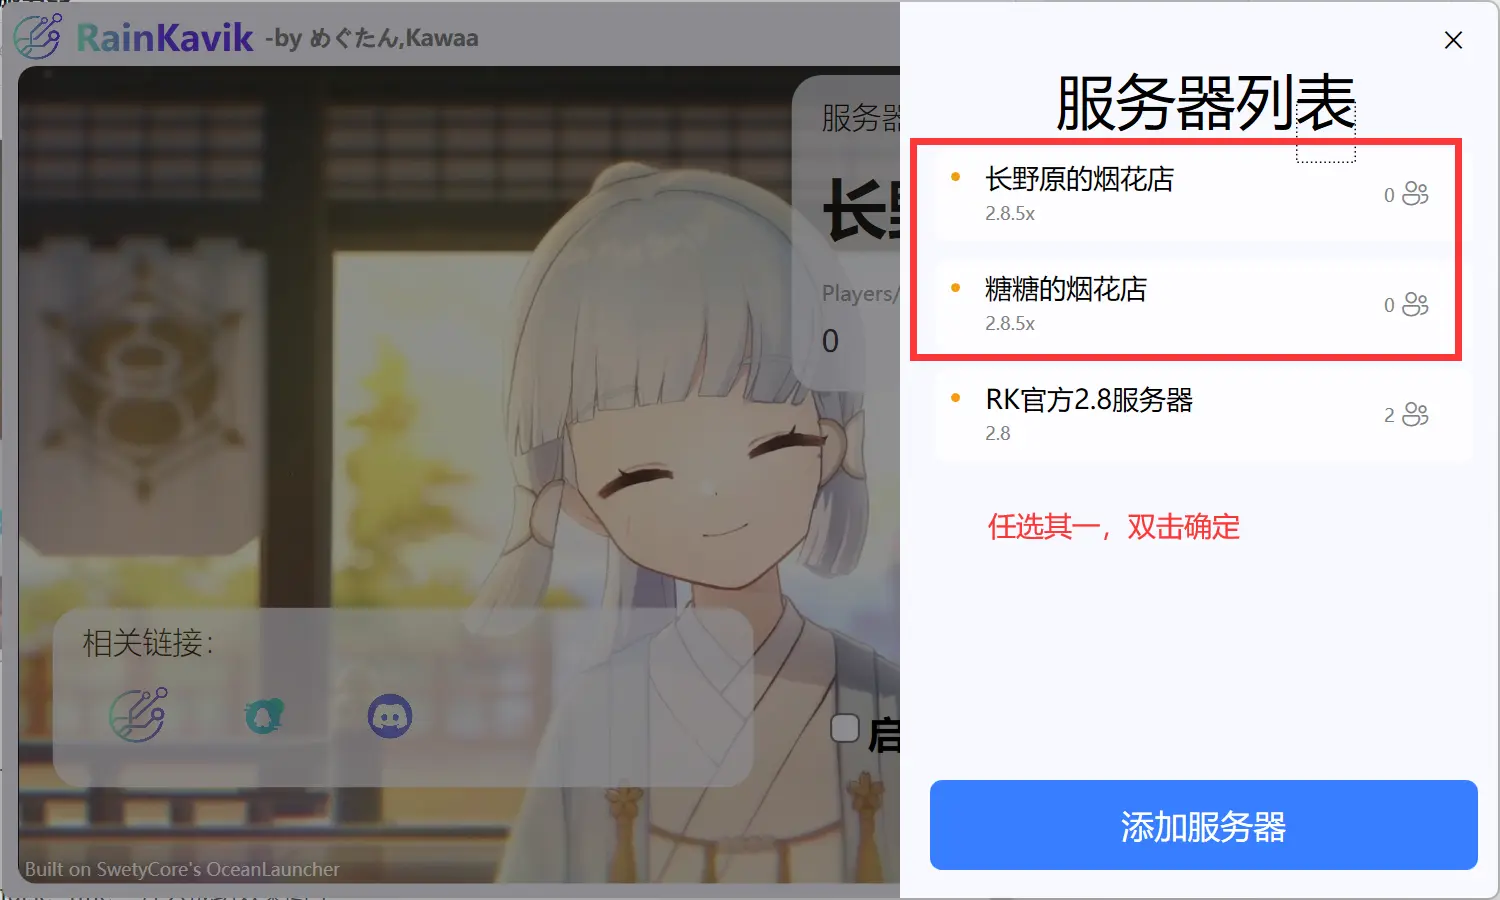 RainKavik -by めぐたん,Kawaa
服务器
长野
Players/
0
相关链接：
启
Built on SwetyCore's OceanLauncher
服务器列表
长野原的烟花店
2.8.5x
0
糖糖的烟花店
2.8.5x
0
RK官方2.8服务器
2.8
2
任选其一，双击确定
添加服务器